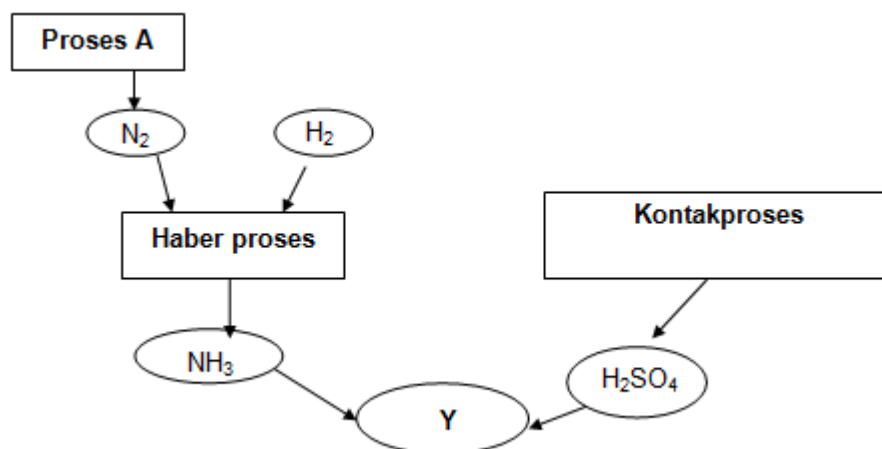 Proses A
N₂
H₂
Haber proses
Kontakproses
NH₃
H₂SO₄
Y